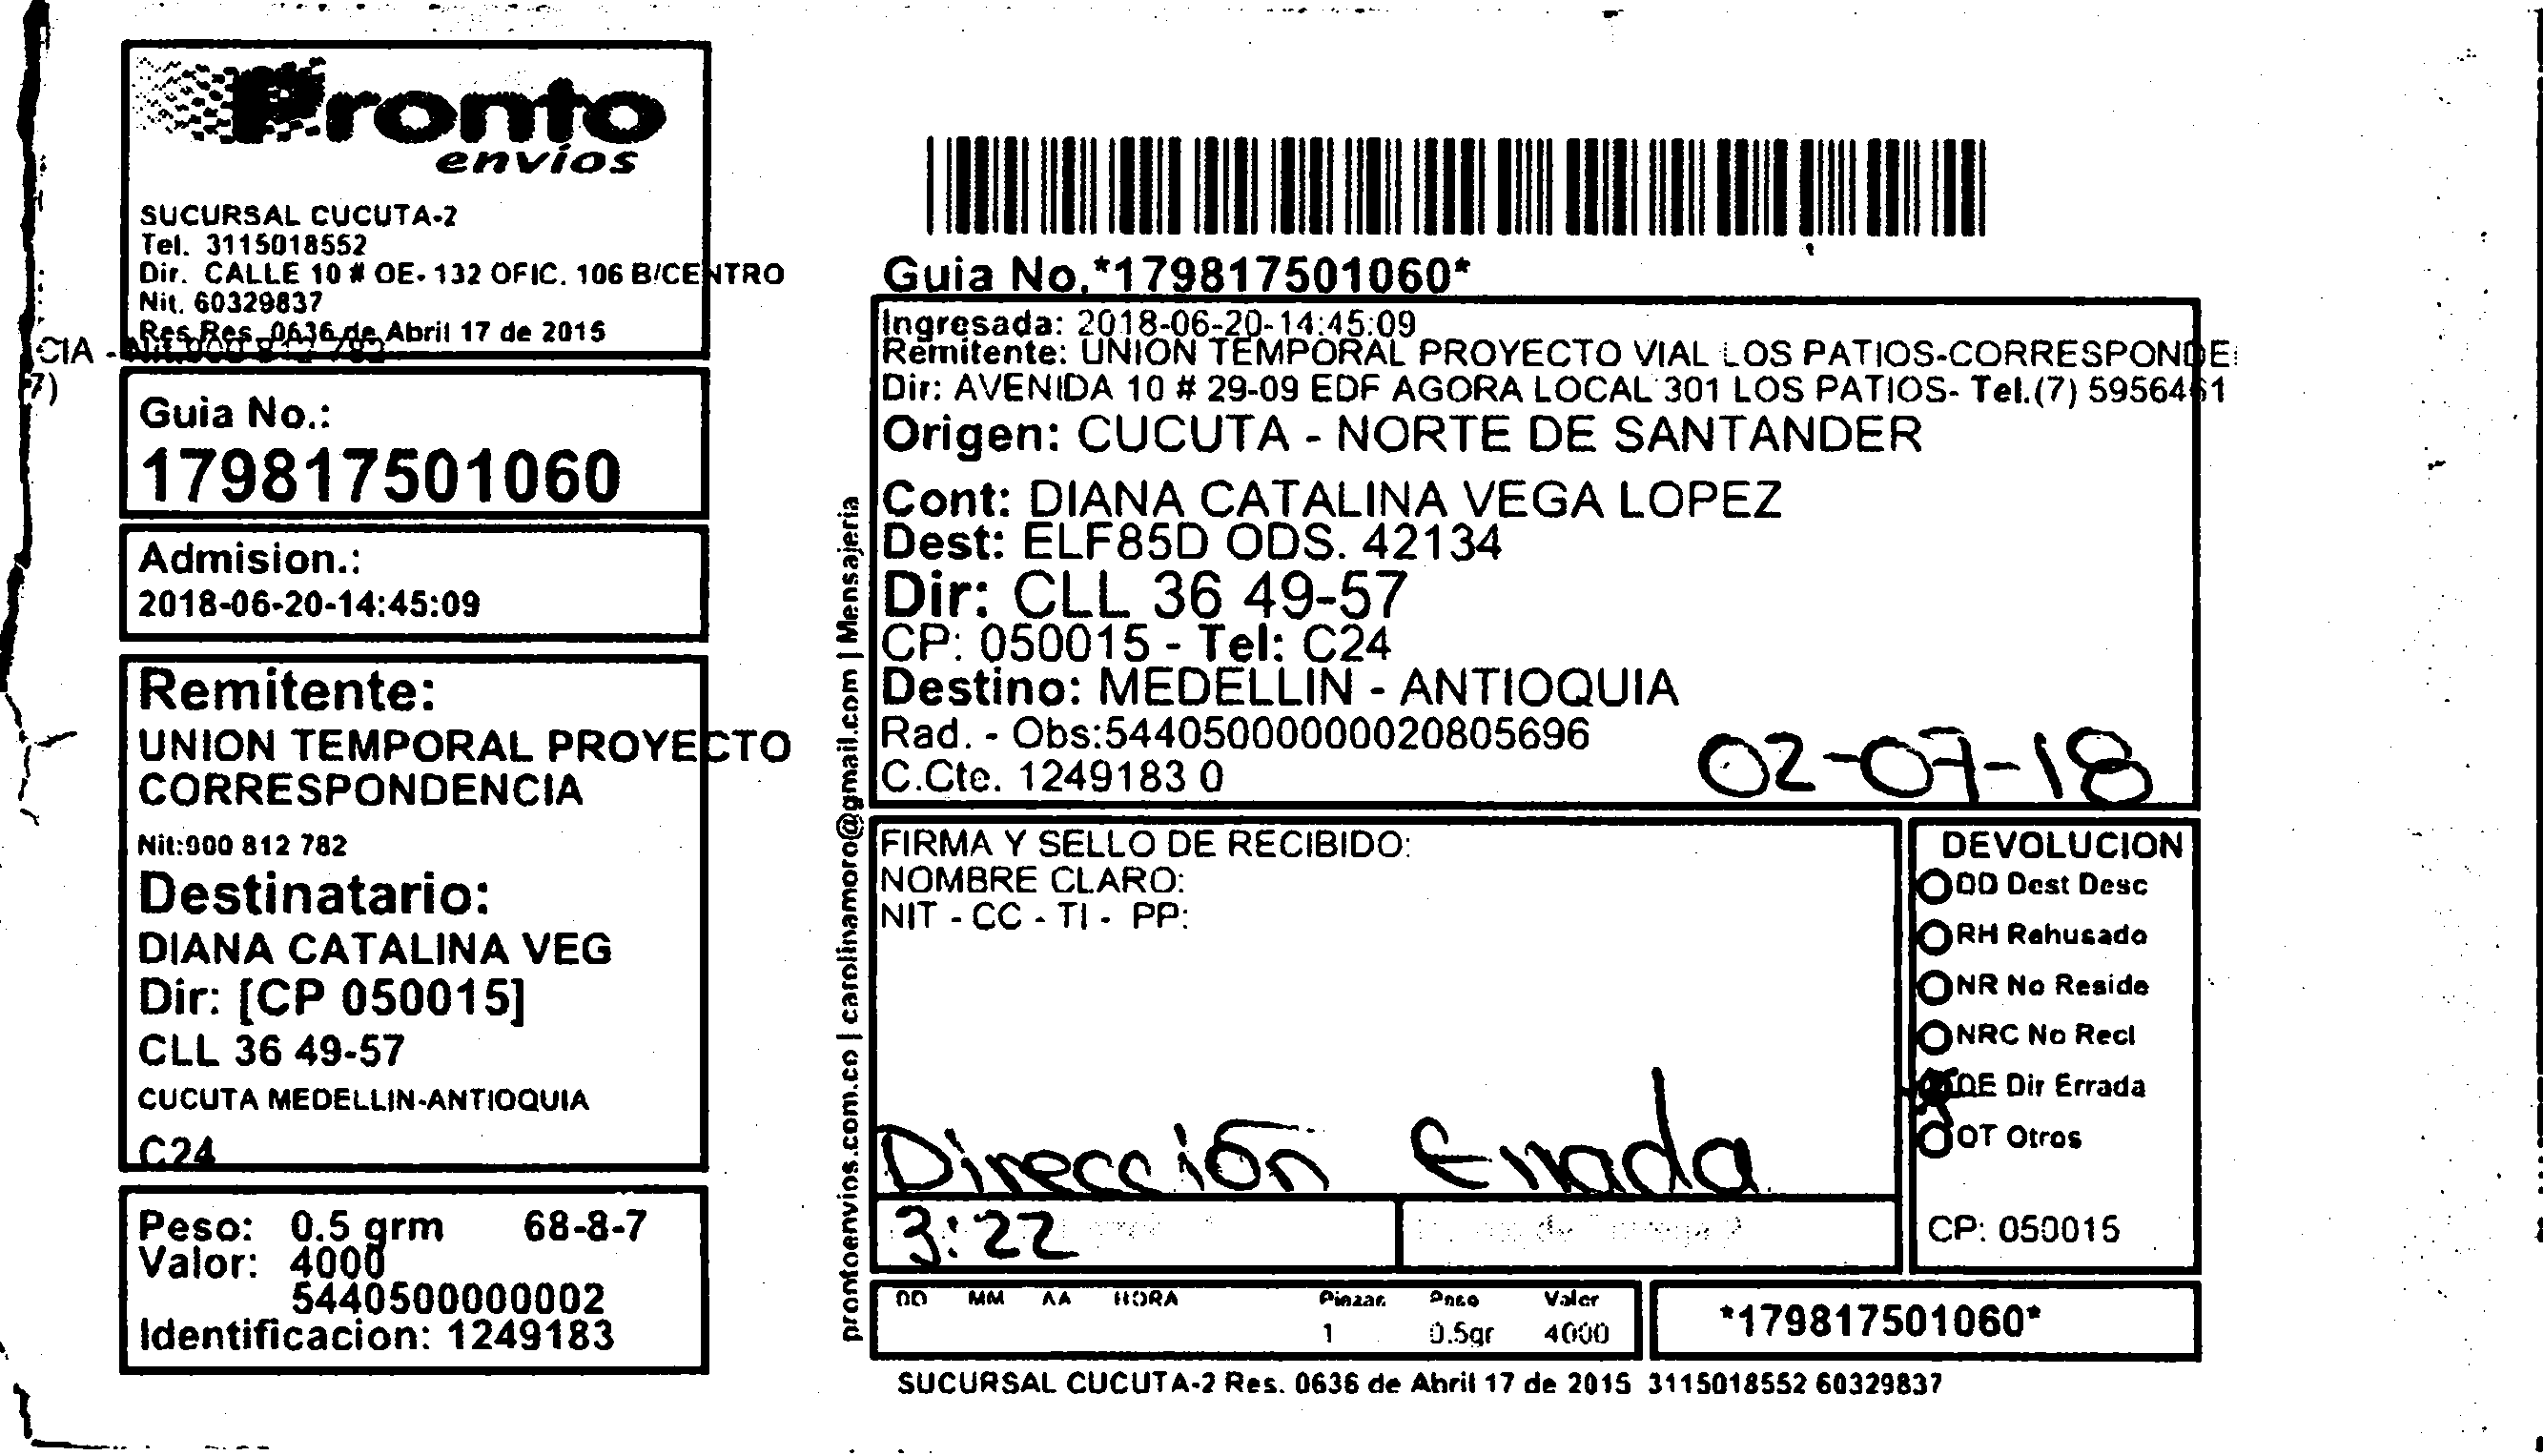 Pronto
envíos
SUCURSAL CUCUTA-2
Tel. 3115018552
Dir. CALLE 10 # OE- 132 OFIC. 106 B/CENTRO
Nit. 60329837
Res.Res. 0636 de Abril 17 de 2015
CIA - Nit.900 812 782
7)
Guia No.:
179817501060
Admision.:
2018-06-20-14:45:09
Remitente:
UNION TEMPORAL PROYECTO
CORRESPONDENCIA
Nit:900 812 782
Destinatario:
DIANA CATALINA VEG
Dir: [CP 050015]
CLL 36 49-57
CUCUTA MEDELLIN-ANTIOQUIA
C24
Peso: 0.5 grm 68-8-7
Valor: 4000
5440500000002
Identificacion: 1249183
prontoenvios.com.co | carolinamoro@gmail.com | Mensajeria
Guia No.*179817501060*
Ingresada: 2018-06-20-14:45:09
Remitente: UNION TEMPORAL PROYECTO VIAL LOS PATIOS-CORRESPONDE
Dir: AVENIDA 10 # 29-09 EDF AGORA LOCAL 301 LOS PATIOS- Tel.(7) 5956461
Origen: CUCUTA - NORTE DE SANTANDER
Cont: DIANA CATALINA VEGA LOPEZ
Dest: ELF85D ODS. 42134
Dir: CLL 36 49-57
CP: 050015 - Tel: C24
Destino: MEDELLIN - ANTIOQUIA
Rad. - Obs:544050000000020805696
C.Cte. 1249183 0
02-07-18
FIRMA Y SELLO DE RECIBIDO:
NOMBRE CLARO:
NIT - CC - TI - PP:
Dirección Errada
3:22
DEVOLUCION
DD Dest Desc
RH Rehusado
NR No Reside
NRC No Recl
DE Dir Errada
OT Otros
CP: 050015
DD MM AA HORA Piezas Peso Valor
1 0.5gr 4000
*179817501060*
SUCURSAL CUCUTA-2 Res. 0636 de Abril 17 de 2015 3115018552 60329837